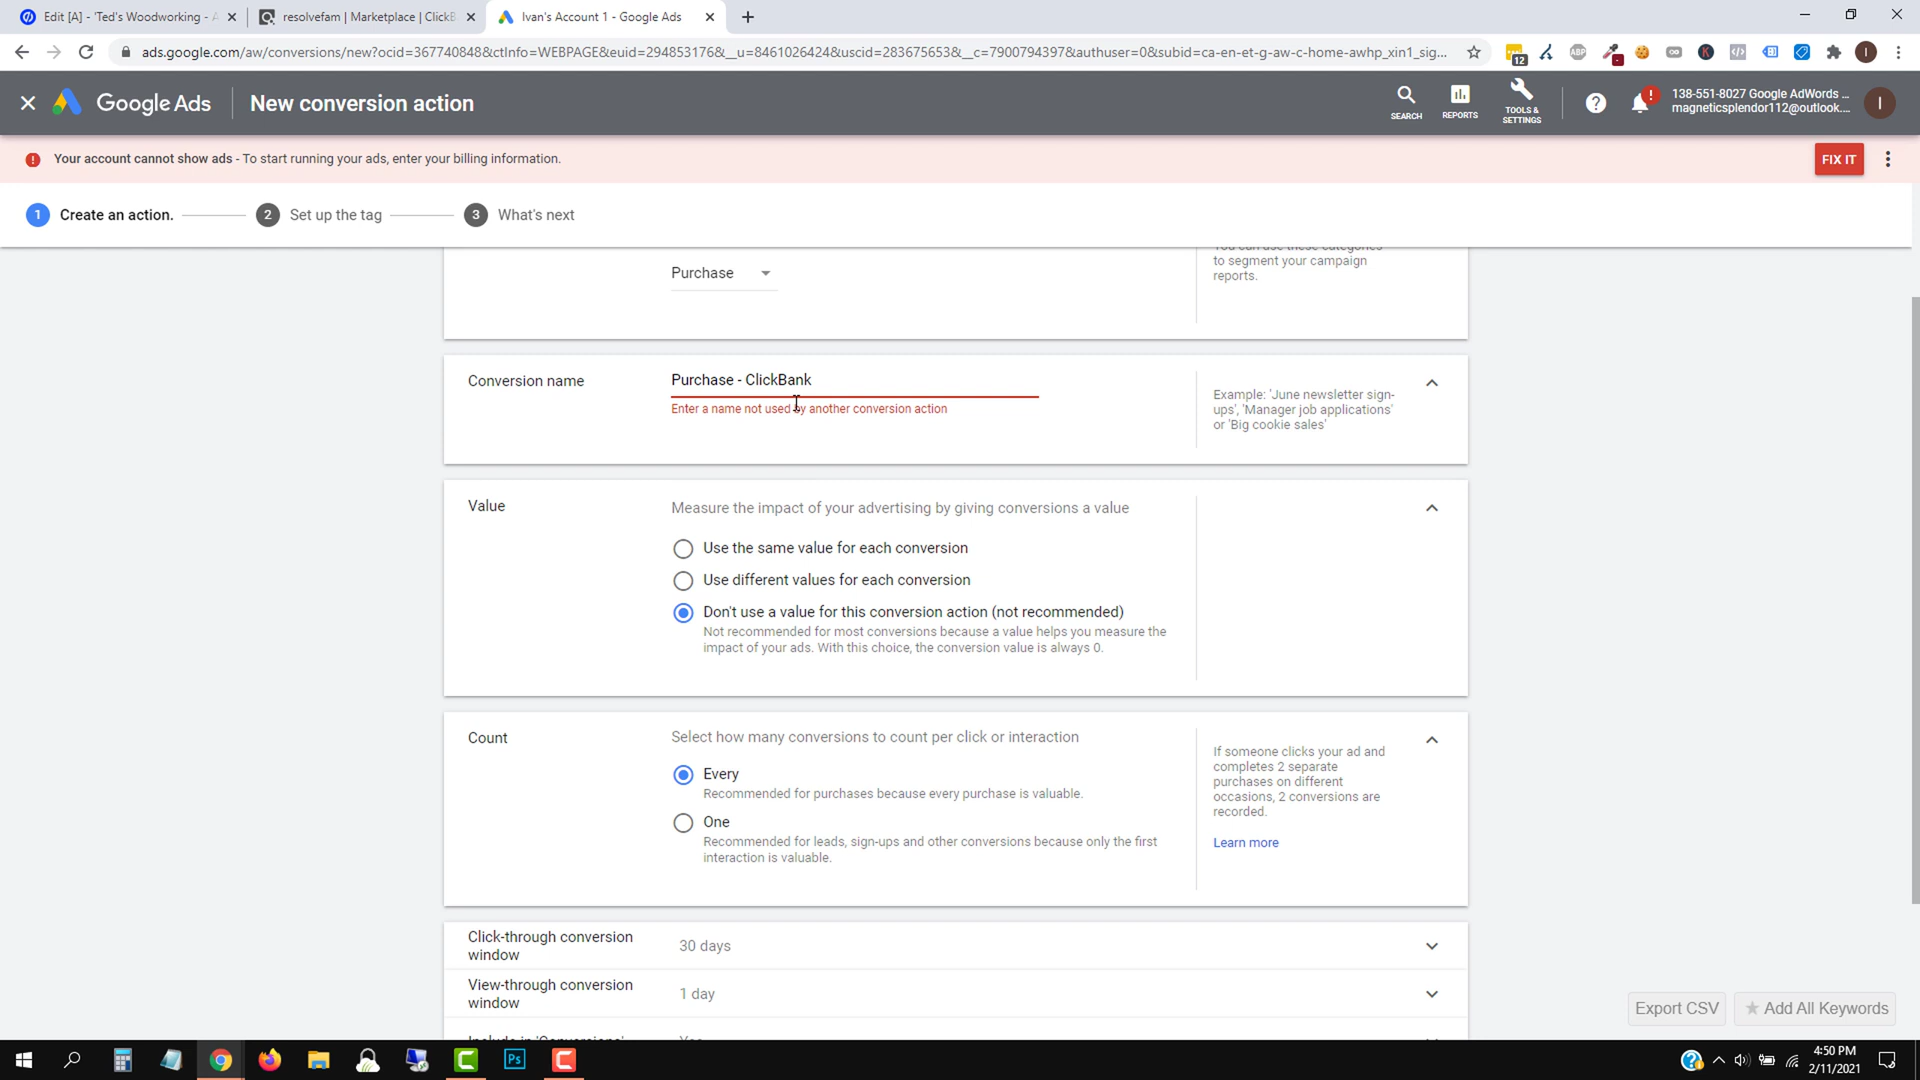 Edit [A] - 'Ted's Woodworking - A
resolvefam | Marketplace | ClickB
Ivan's Account 1 - Google Ads
ads.google.com/aw/conversions/new?ocid=367740848&ctInfo=WEBPAGE&euid=294853176&__u=8461026424&uscid=283675653&__c=7900794397&authuser=0&subid=ca-en-et-g-aw-c-home-awhp_xin1_sig...
12
ABP
I
Google Ads
New conversion action
SEARCH
REPORTS
TOOLS &
SETTINGS
138-551-8027 Google AdWords ...
magneticsplendor112@outlook....
I
Your account cannot show ads - To start running your ads, enter your billing information.
FIX IT
1 Create an action.
2 Set up the tag
3 What's next
You can use these categories
to segment your campaign
reports.
Purchase
Conversion name
Purchase - ClickBank
Enter a name not used by another conversion action
Example: 'June newsletter sign-
ups', 'Manager job applications'
or 'Big cookie sales'
Value
Measure the impact of your advertising by giving conversions a value
Use the same value for each conversion
Use different values for each conversion
Don't use a value for this conversion action (not recommended)
Not recommended for most conversions because a value helps you measure the
impact of your ads. With this choice, the conversion value is always 0.
Count
Select how many conversions to count per click or interaction
Every
Recommended for purchases because every purchase is valuable.
One
Recommended for leads, sign-ups and other conversions because only the first
interaction is valuable.
If someone clicks your ad and
completes 2 separate
purchases on different
occasions, 2 conversions are
recorded.
Learn more
Click-through conversion
window
30 days
View-through conversion
window
1 day
Include in 'Conversions'
Yes
Export CSV
Add All Keywords
Ps
4:50 PM
2/11/2021